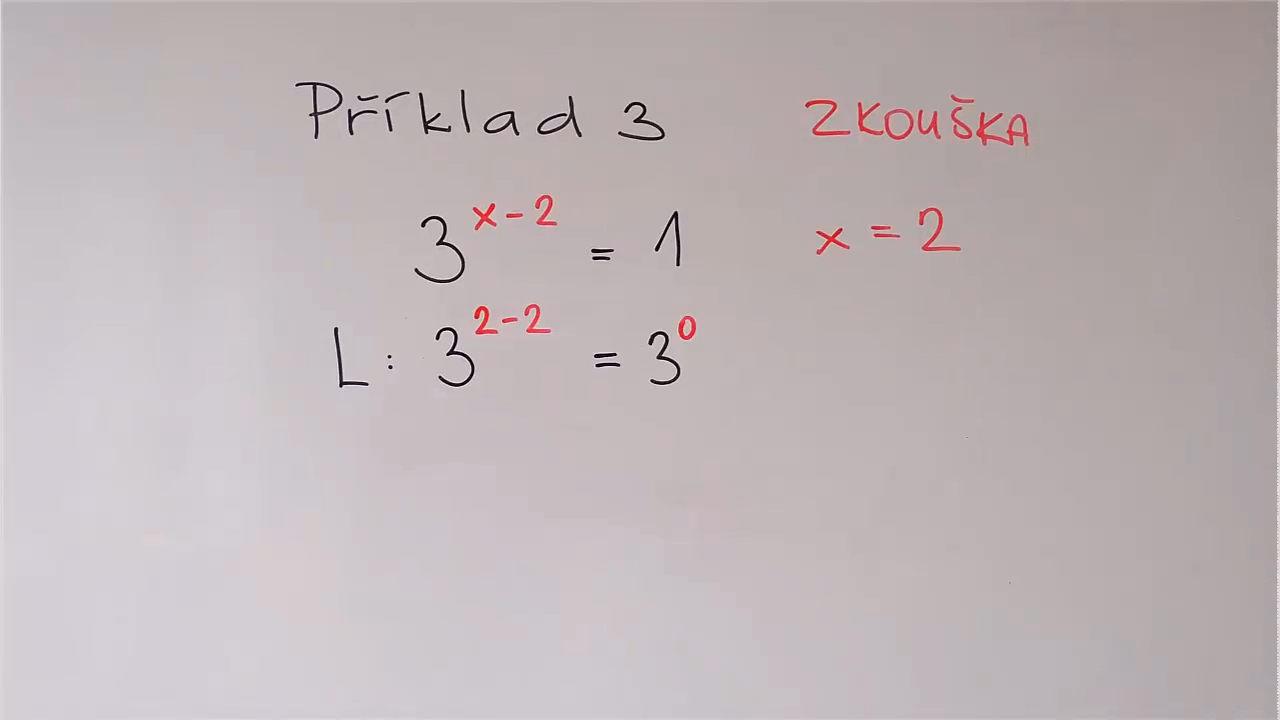 Příklad 3 ZKOUŠKA
3^(x-2) = 1 x = 2
L: 3^(2-2) = 3^0